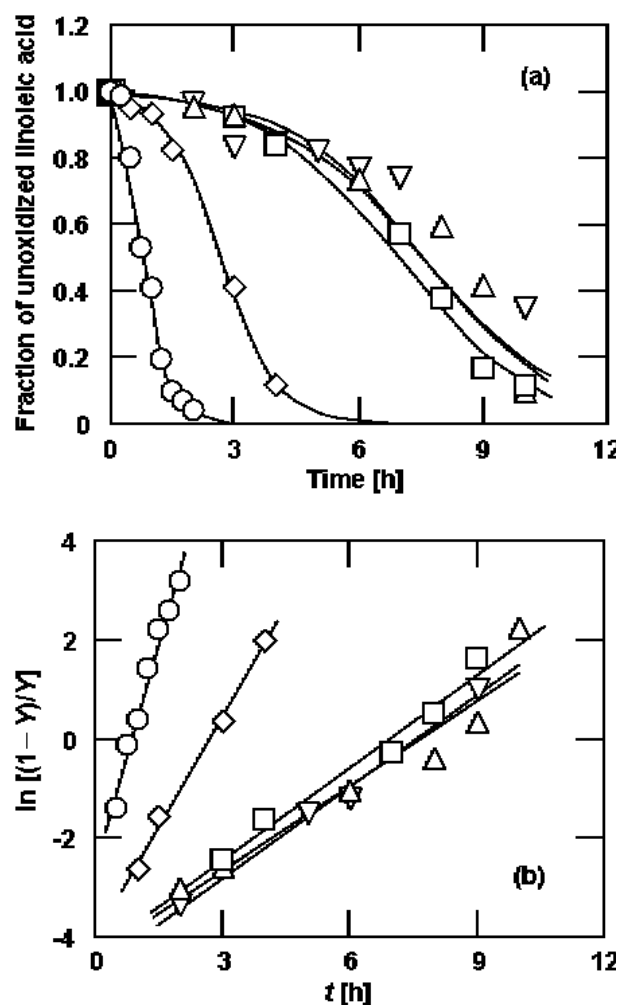 1.2
1.0
0.8
0.6
0.4
0.2
0
Fraction of unoxidized linoleic acid
(a)
0 3 6 9 12
Time [h]
4
2
0
-2
-4
ln [(1 – Y)/Y]
(b)
0 3 6 9 12
t [h]